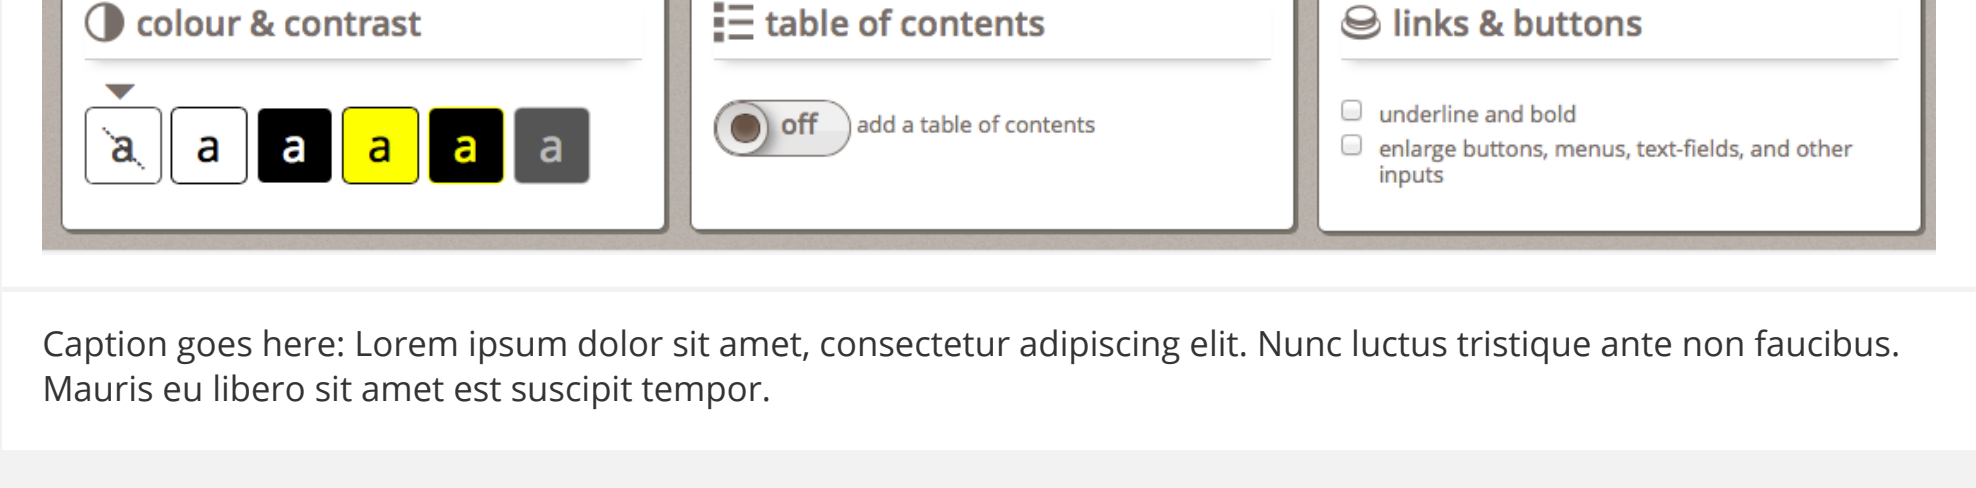 colour & contrast
a a a a a a
table of contents
off add a table of contents
links & buttons
underline and bold
enlarge buttons, menus, text-fields, and other
inputs
Caption goes here: Lorem ipsum dolor sit amet, consectetur adipiscing elit. Nunc luctus tristique ante non faucibus.
Mauris eu libero sit amet est suscipit tempor.